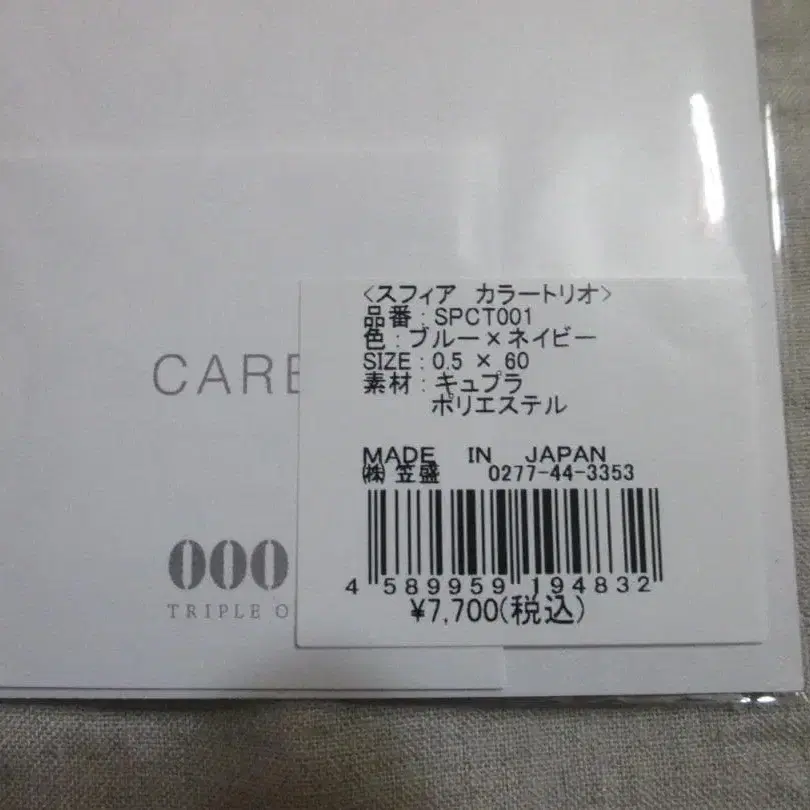 <スフィア カラートリオ>
品番：SPCT001
色：ブルー×ネイビー
SIZE：0.5 × 60
素材：キュプラ
ポリエステル
MADE IN JAPAN
㈱ 笠盛 0277-44-3353
4 589959 194832
¥7,700(税込)
CARE
000
TRIPLE O